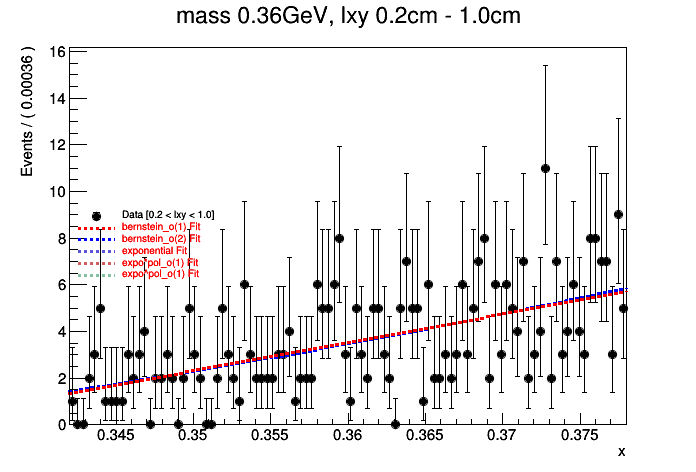 mass 0.36GeV, lxy 0.2cm - 1.0cm
Events / ( 0.00036 )
16
14
12
10
8
6
4
2
0
Data [0.2 < lxy < 1.0]
bernstein_o(1) Fit
bernstein_o(2) Fit
exponential Fit
expo*pol_o(1) Fit
expo*pol_o(1) Fit
0.345 0.35 0.355 0.36 0.365 0.37 0.375
x